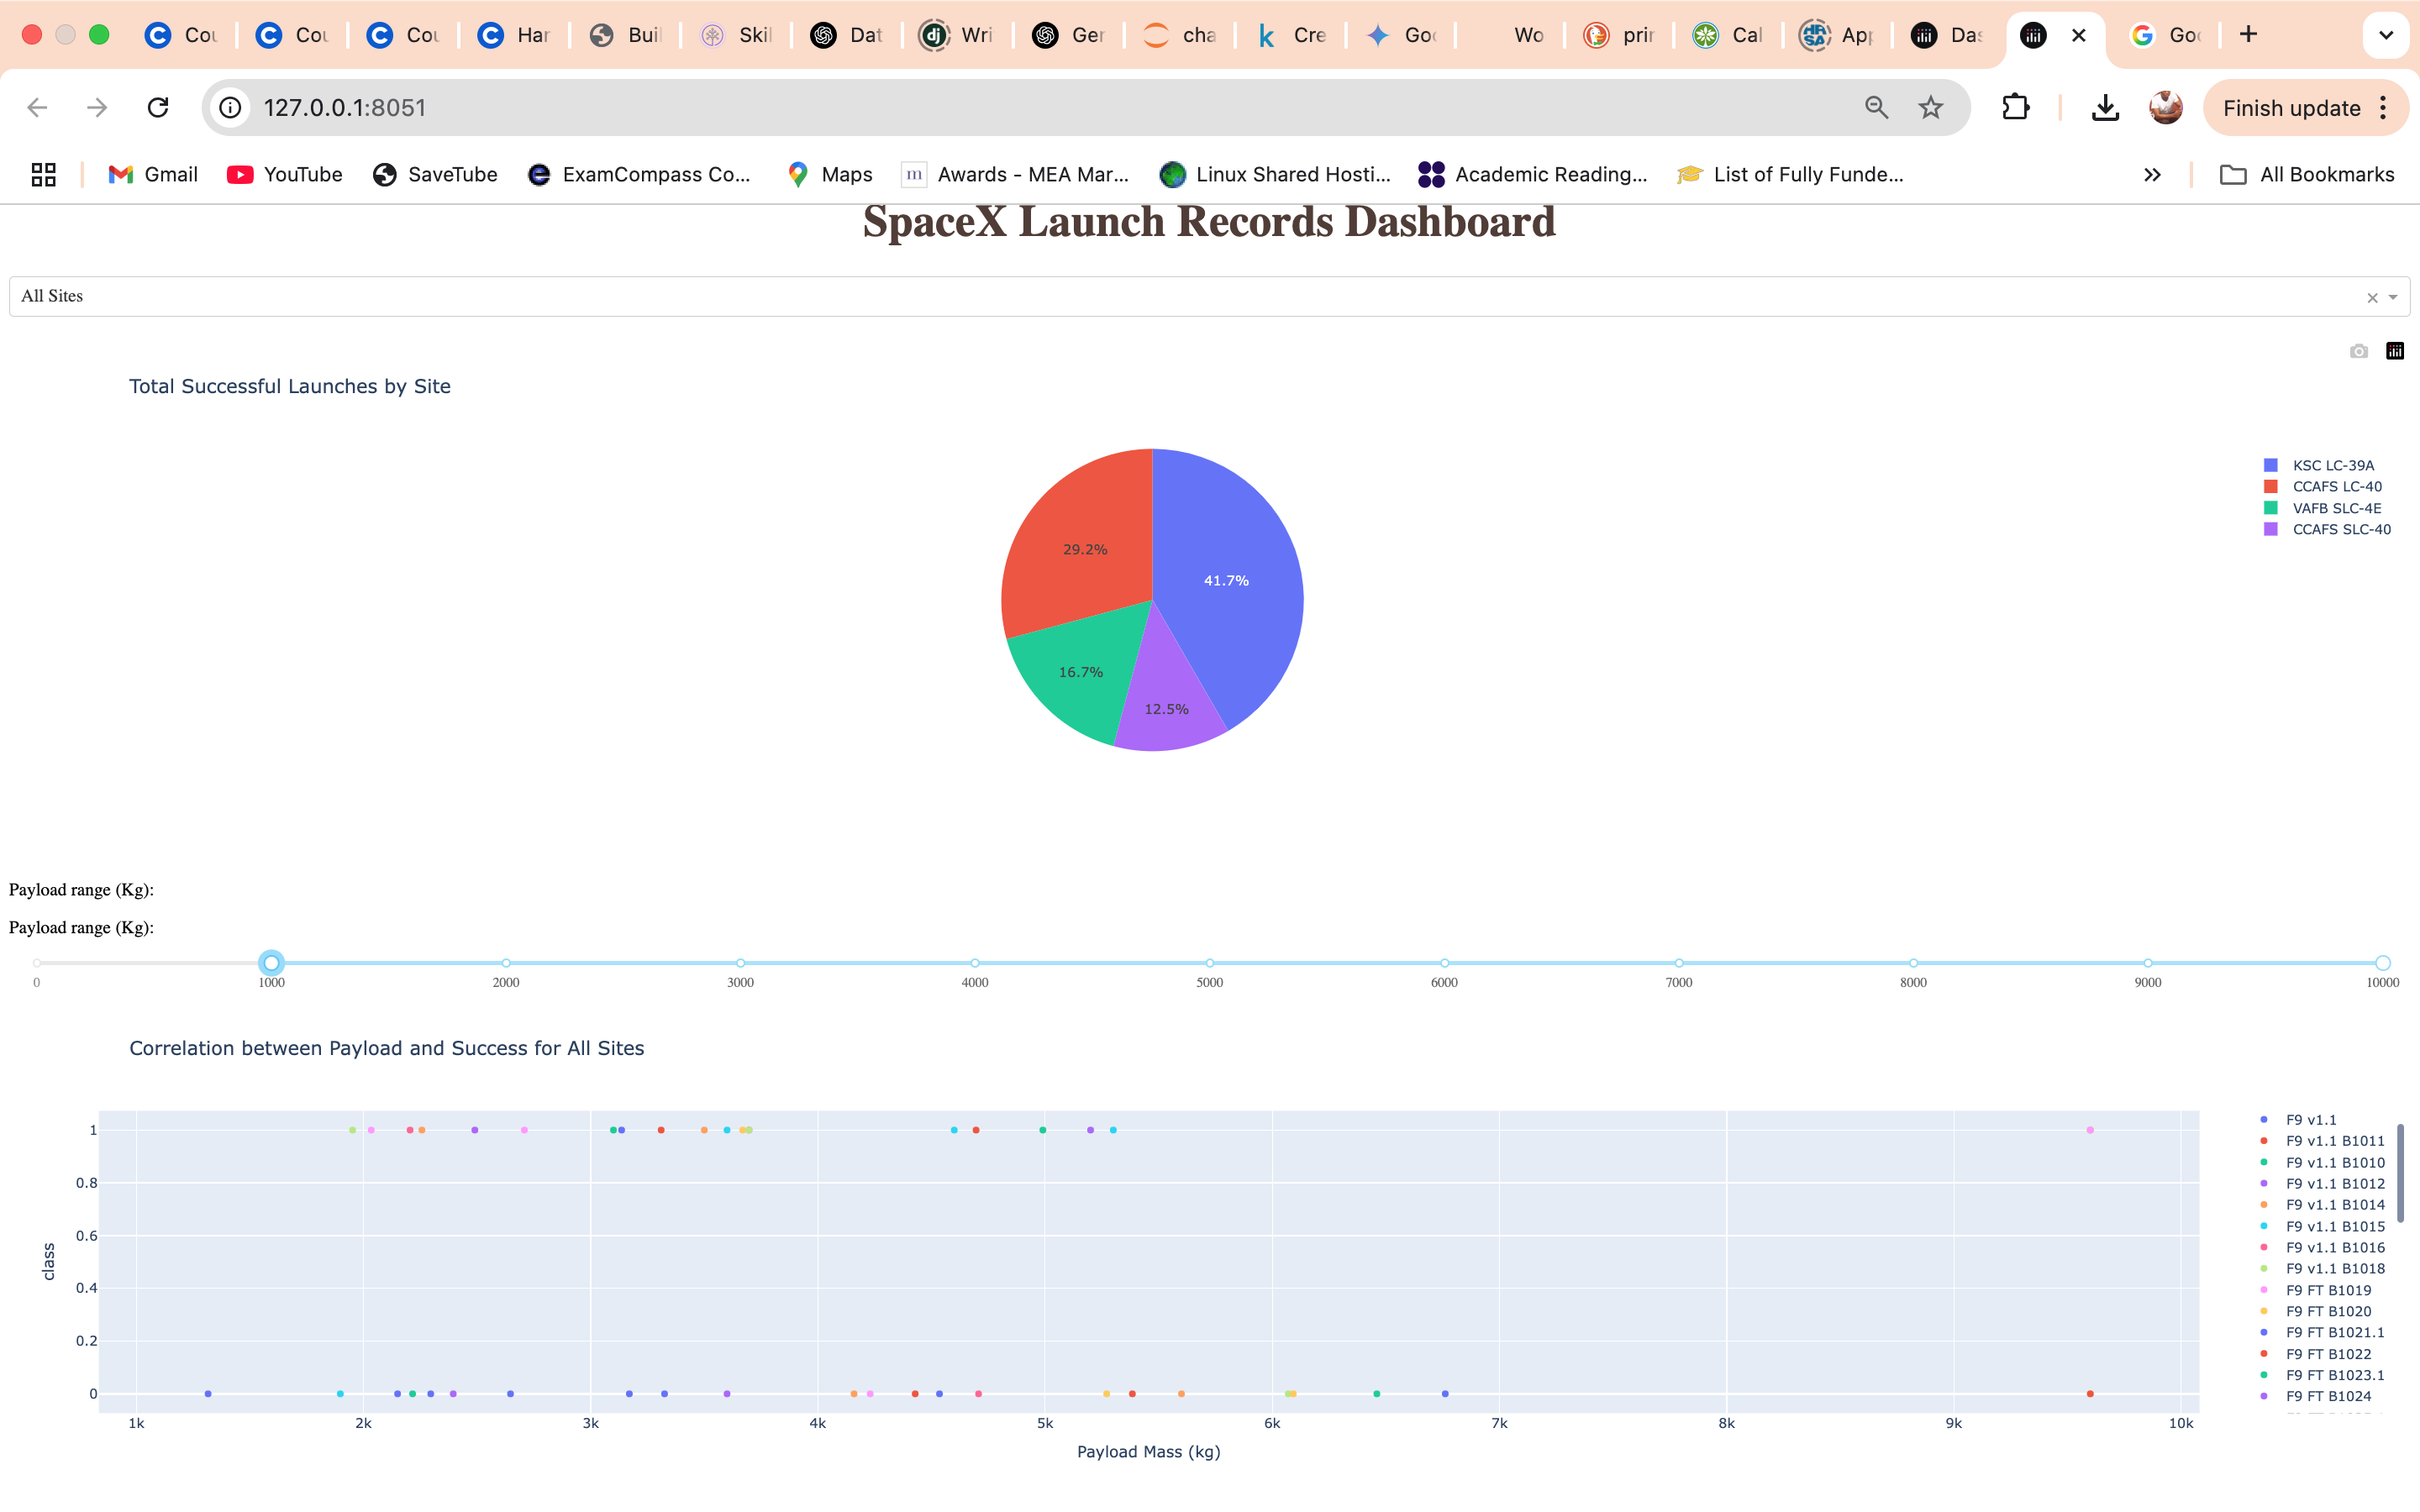 Cou Cou Cou Har Buil Skil Dat Wri Ger cha Cre Goo Wo prir Cal App Das Goo
127.0.0.1:8051 Finish update
Gmail YouTube SaveTube ExamCompass Co... Maps Awards - MEA Mar... Linux Shared Hosti... Academic Reading... List of Fully Funde... All Bookmarks
SpaceX Launch Records Dashboard
All Sites
Total Successful Launches by Site
KSC LC-39A
CCAFS LC-40
VAFB SLC-4E
CCAFS SLC-40
29.2%
41.7%
16.7%
12.5%
Payload range (Kg):
Payload range (Kg):
0 1000 2000 3000 4000 5000 6000 7000 8000 9000 10000
Correlation between Payload and Success for All Sites
1
0.8
0.6
0.4
0.2
0
class
1k 2k 3k 4k 5k 6k 7k 8k 9k 10k
Payload Mass (kg)
F9 v1.1
F9 v1.1 B1011
F9 v1.1 B1010
F9 v1.1 B1012
F9 v1.1 B1014
F9 v1.1 B1015
F9 v1.1 B1016
F9 v1.1 B1018
F9 FT B1019
F9 FT B1020
F9 FT B1021.1
F9 FT B1022
F9 FT B1023.1
F9 FT B1024